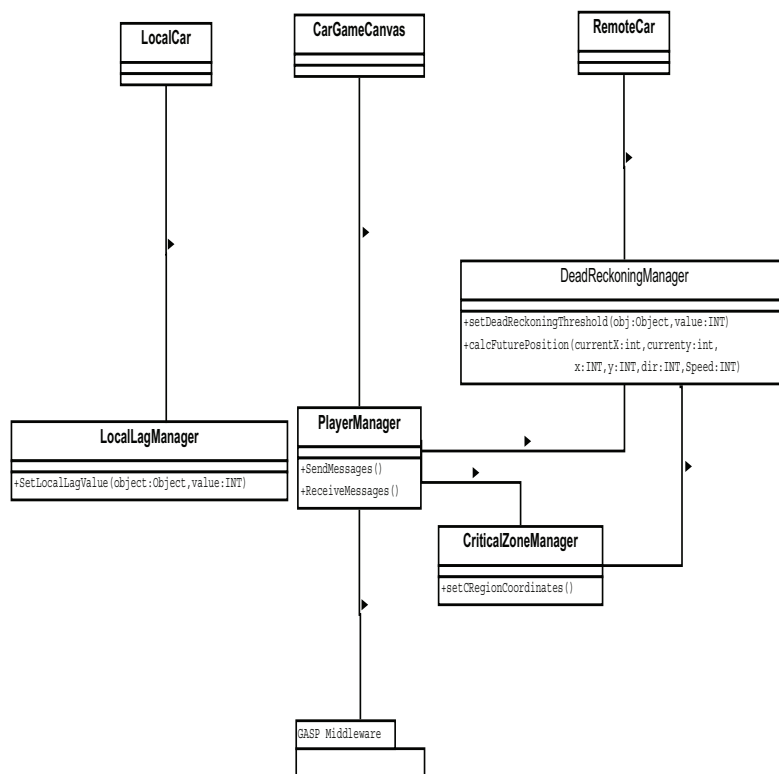 LocalCar
CarGameCanvas
RemoteCar
DeadReckoningManager
+setDeadReckoningThreshold(obj:Object,value:INT)
+calcFuturePosition(currentX:int,currenty:int,
x:INT,y:INT,dir:INT,Speed:INT)
LocalLagManager
+SetLocalLagValue(object:Object,value:INT)
PlayerManager
+SendMessages()
+ReceiveMessages()
CriticalZoneManager
+setCRegionCoordinates()
GASP Middleware